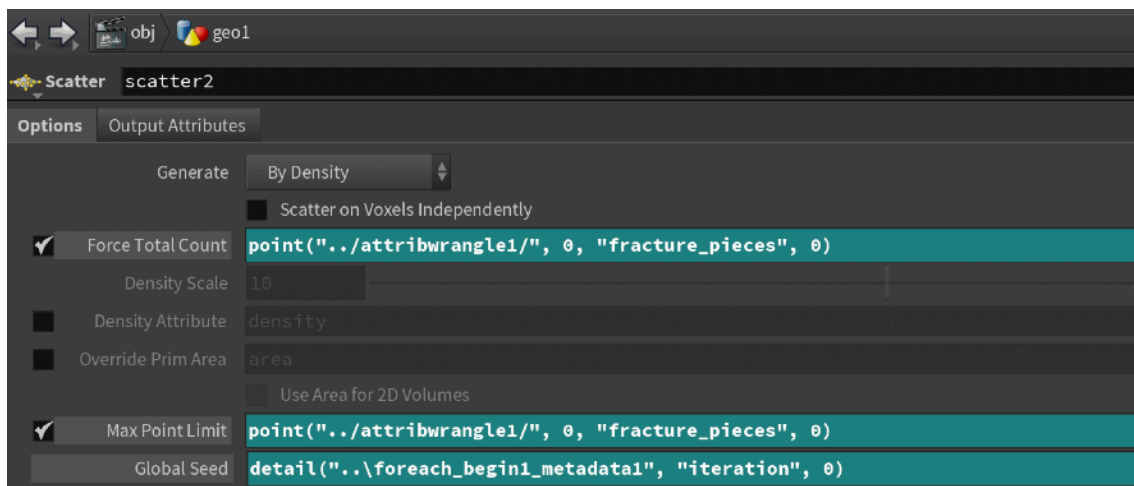 obj geo1
Scatter scatter2
Options Output Attributes
Generate By Density
Scatter on Voxels Independently
Force Total Count point("../attribwrangle1/", 0, "fracture_pieces", 0)
Density Scale 10
Density Attribute density
Override Prim Area area
Use Area for 2D Volumes
Max Point Limit point("../attribwrangle1/", 0, "fracture_pieces", 0)
Global Seed detail("..\foreach_begin1_metadata1", "iteration", 0)